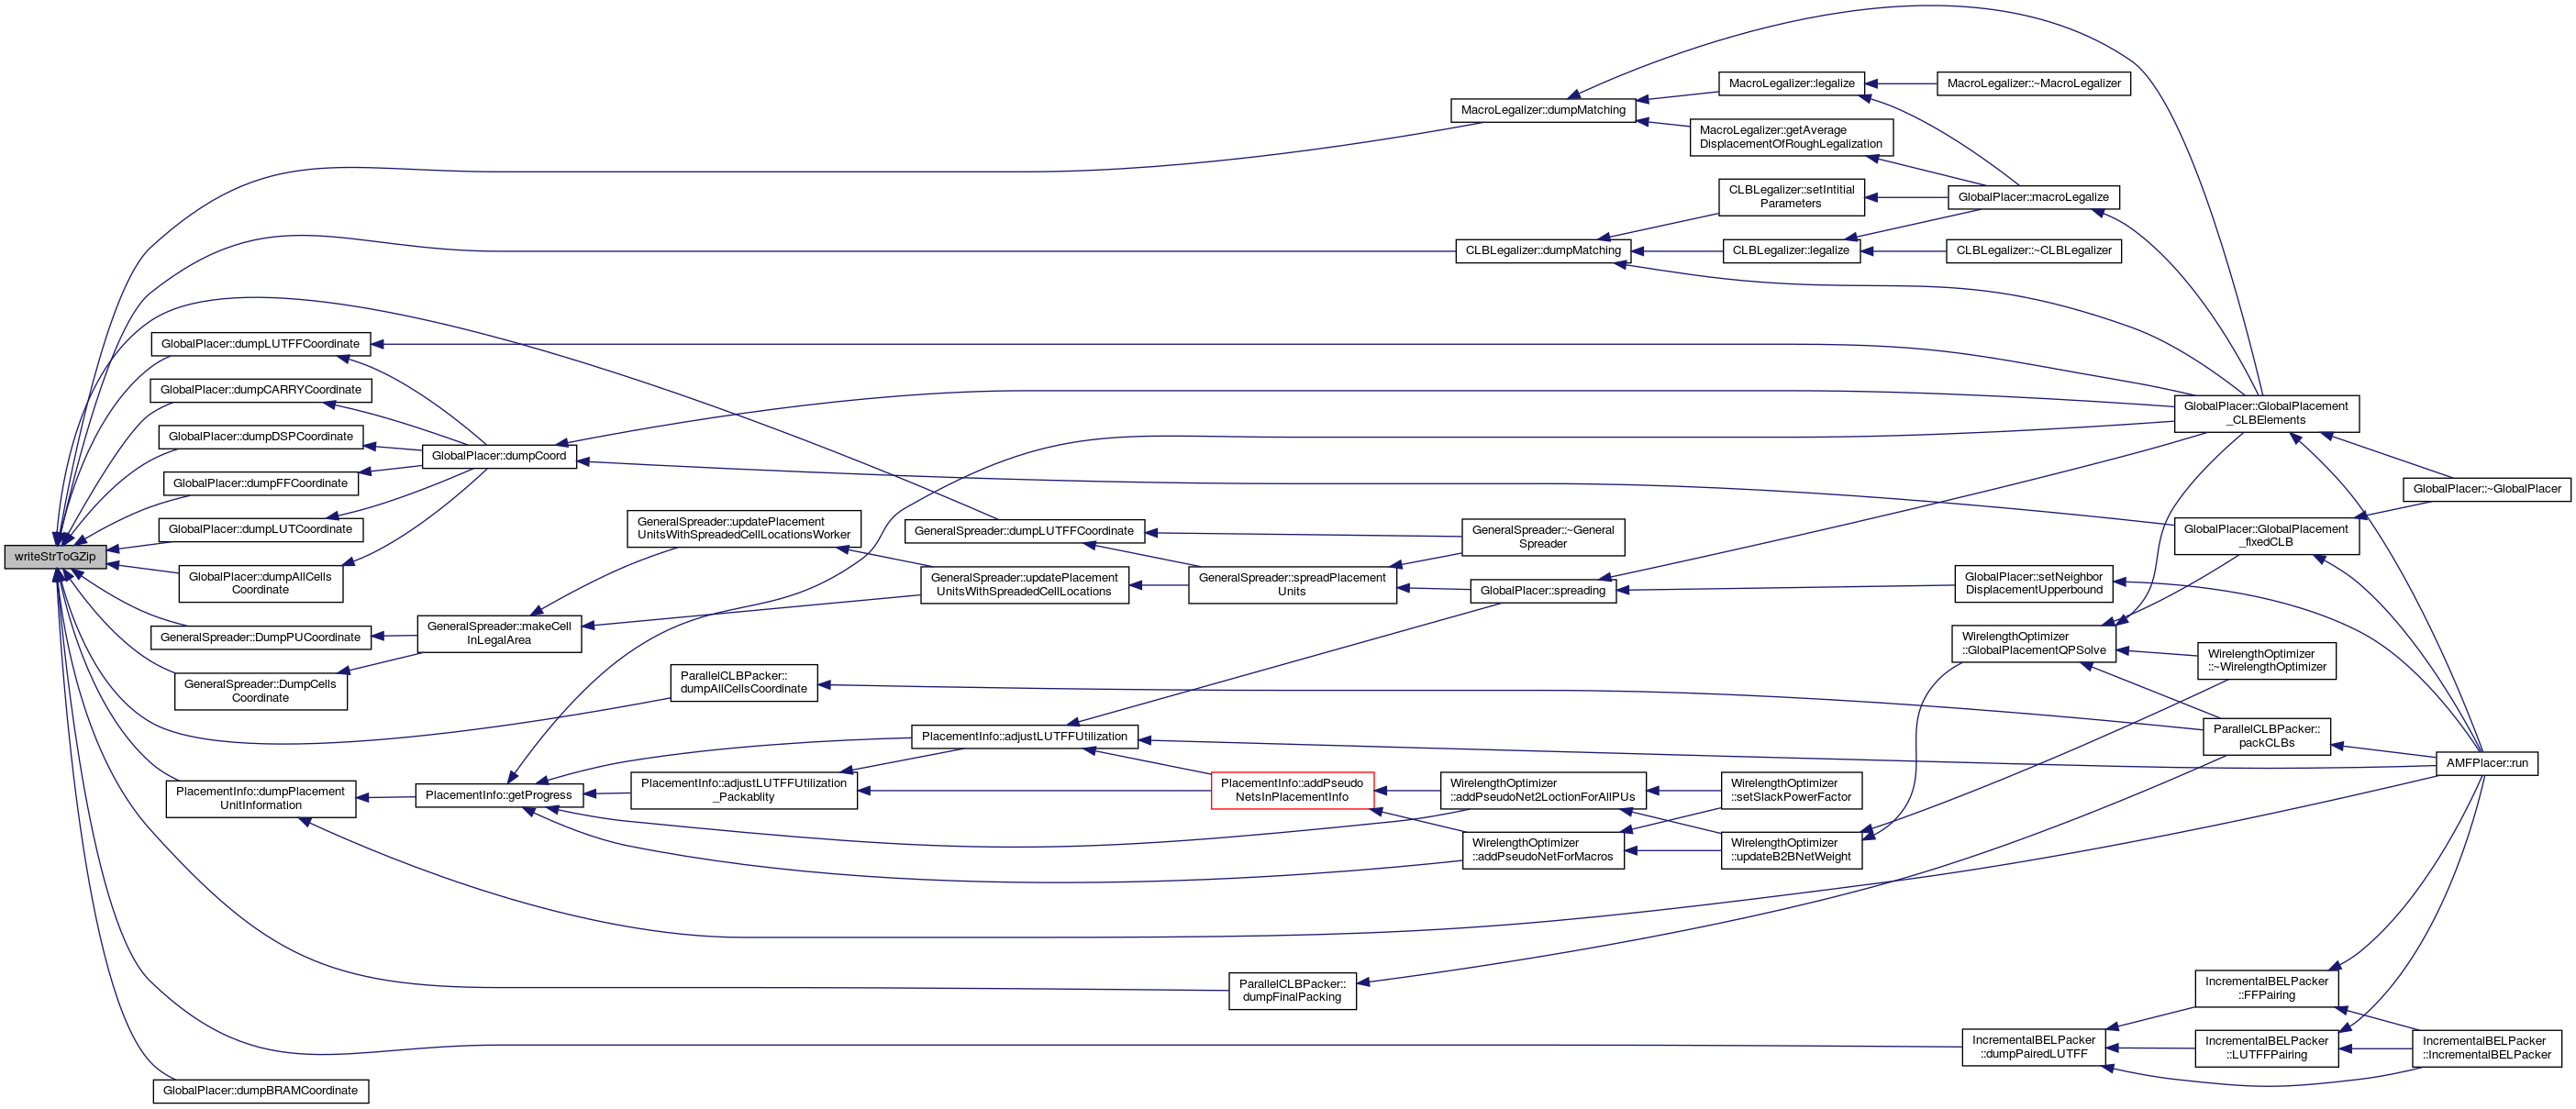 writeStrToGZip
GlobalPlacer::dumpLUTFFCoordinate
GlobalPlacer::dumpCARRYCoordinate
GlobalPlacer::dumpDSPCoordinate
GlobalPlacer::dumpFFCoordinate
GlobalPlacer::dumpLUTCoordinate
GlobalPlacer::dumpAllCells
Coordinate
GeneralSpreader::DumpPUCoordinate
GeneralSpreader::DumpCells
Coordinate
PlacementInfo::dumpPlacement
UnitInformation
GlobalPlacer::dumpBRAMCoordinate
GlobalPlacer::dumpCoord
GeneralSpreader::makeCell
InLegalArea
PlacementInfo::getProgress
GeneralSpreader::updatePlacement
UnitsWithSpreadedCellLocationsWorker
ParallelCLBPacker::
dumpAllCellsCoordinate
PlacementInfo::adjustLUTFFUtilization
_Packablity
GeneralSpreader::dumpLUTFFCoordinate
GeneralSpreader::updatePlacement
UnitsWithSpreadedCellLocations
PlacementInfo::adjustLUTFFUtilization
GeneralSpreader::spreadPlacement
Units
PlacementInfo::addPseudo
NetsInPlacementInfo
ParallelCLBPacker::
dumpFinalPacking
MacroLegalizer::dumpMatching
CLBLegalizer::dumpMatching
GeneralSpreader::~General
Spreader
GlobalPlacer::spreading
WirelengthOptimizer
::addPseudoNet2LoctionForAllPUs
WirelengthOptimizer
::addPseudoNetForMacros
MacroLegalizer::legalize
MacroLegalizer::getAverage
DisplacementOfRoughLegalization
CLBLegalizer::setIntitial
Parameters
CLBLegalizer::legalize
WirelengthOptimizer
::setSlackPowerFactor
WirelengthOptimizer
::updateB2BNetWeight
MacroLegalizer::~MacroLegalizer
GlobalPlacer::macroLegalize
CLBLegalizer::~CLBLegalizer
GlobalPlacer::setNeighbor
DisplacementUpperbound
WirelengthOptimizer
::GlobalPlacementQPSolve
IncrementalBELPacker
::dumpPairedLUTFF
GlobalPlacer::GlobalPlacement
_CLBElements
GlobalPlacer::GlobalPlacement
_fixedCLB
WirelengthOptimizer
::~WirelengthOptimizer
ParallelCLBPacker::
packCLBs
IncrementalBELPacker
::FFPairing
IncrementalBELPacker
::LUTFFPairing
GlobalPlacer::~GlobalPlacer
AMFPlacer::run
IncrementalBELPacker
::IncrementalBELPacker